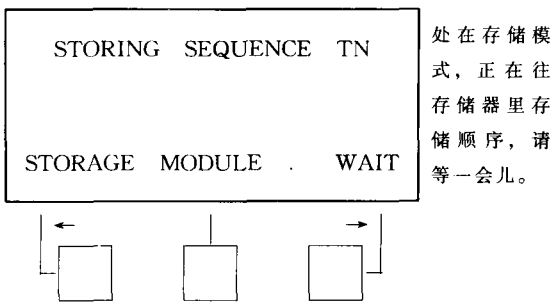 STORING SEQUENCE TN
STORAGE MODULE . WAIT
处在存储模
式，正在往
存储器里存
储顺序，请
等一会儿。